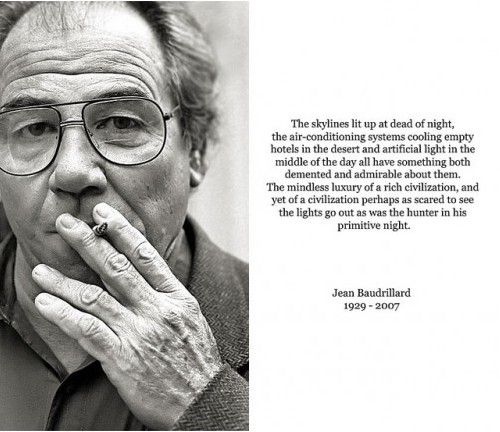 The skylines lit up at dead of night,
the air-conditioning systems cooling empty
hotels in the desert and artificial light in the
middle of the day all have something both
demented and admirable about them.
The mindless luxury of a rich civilization, and
yet of a civilization perhaps as scared to see
the lights go out as was the hunter in his
primitive night.
Jean Baudrillard
1929 - 2007